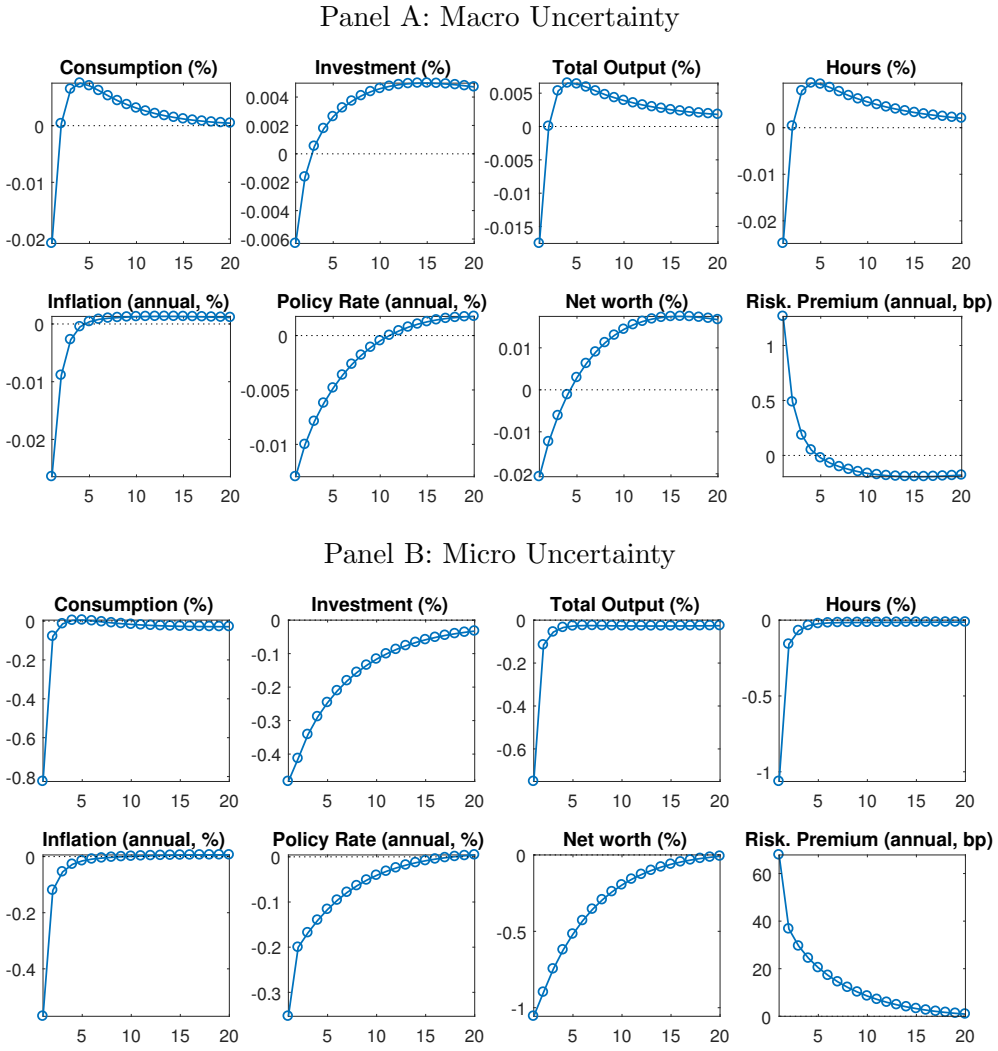 Panel A: Macro Uncertainty
Consumption (%)
0
-0.01
-0.02
5 10 15 20
Investment (%)
0.004
0.002
0
-0.002
-0.004
-0.006
5 10 15 20
Total Output (%)
0.005
0
-0.005
-0.01
-0.015
5 10 15 20
Hours (%)
0
-0.01
-0.02
5 10 15 20
Inflation (annual, %)
0
-0.01
-0.02
5 10 15 20
Policy Rate (annual, %)
0
-0.005
-0.01
5 10 15 20
Net worth (%)
0.01
0
-0.01
-0.02
5 10 15 20
Risk. Premium (annual, bp)
1
0.5
0
5 10 15 20
Panel B: Micro Uncertainty
Consumption (%)
0
-0.2
-0.4
-0.6
-0.8
5 10 15 20
Investment (%)
0
-0.1
-0.2
-0.3
-0.4
5 10 15 20
Total Output (%)
0
-0.2
-0.4
-0.6
5 10 15 20
Hours (%)
0
-0.5
-1
5 10 15 20
Inflation (annual, %)
0
-0.2
-0.4
5 10 15 20
Policy Rate (annual, %)
0
-0.1
-0.2
-0.3
5 10 15 20
Net worth (%)
0
-0.5
-1
5 10 15 20
Risk. Premium (annual, bp)
60
40
20
0
5 10 15 20